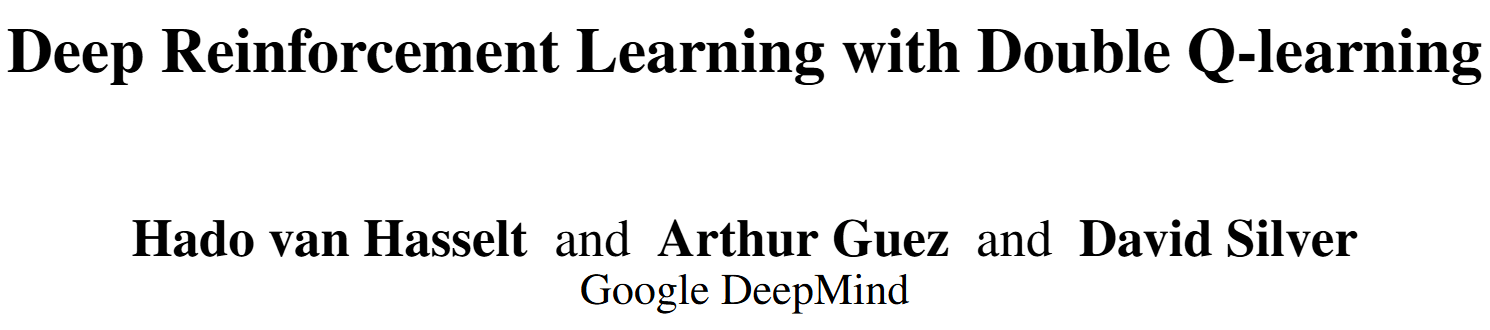 Deep Reinforcement Learning with Double Q-learning
Hado van Hasselt and Arthur Guez and David Silver
Google DeepMind